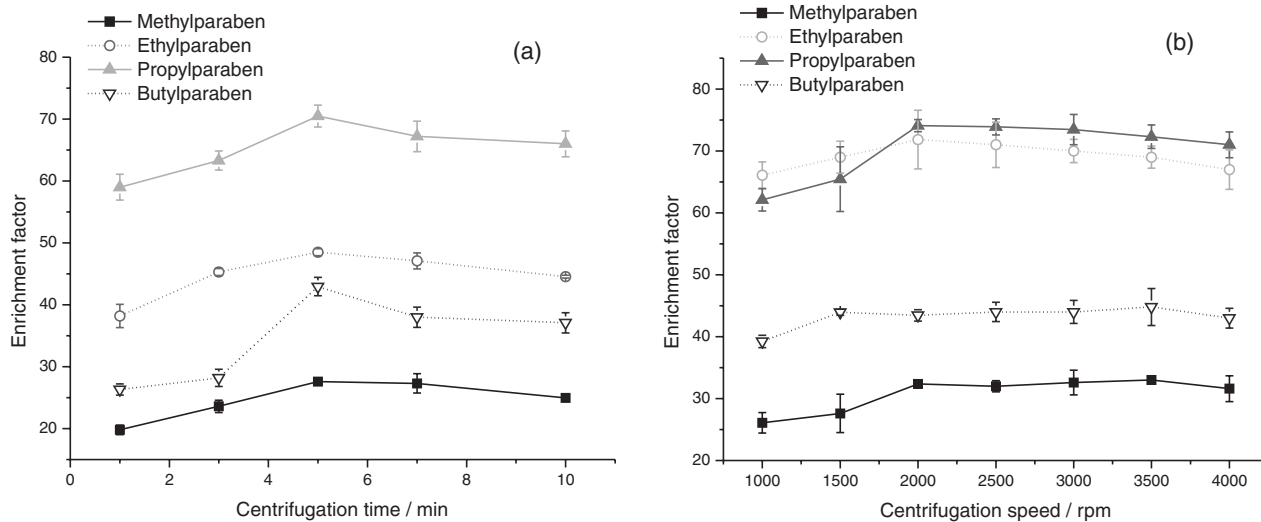 Methylparaben
Ethylparaben
Propylparaben
Butylparaben
(a)
80
70
60
50
40
30
20
0 2 4 6 8 10
Enrichment factor
Centrifugation time / min
Methylparaben
Ethylparaben
Propylparaben
Butylparaben
(b)
80
70
60
50
40
30
20
1000 1500 2000 2500 3000 3500 4000
Enrichment factor
Centrifugation speed / rpm